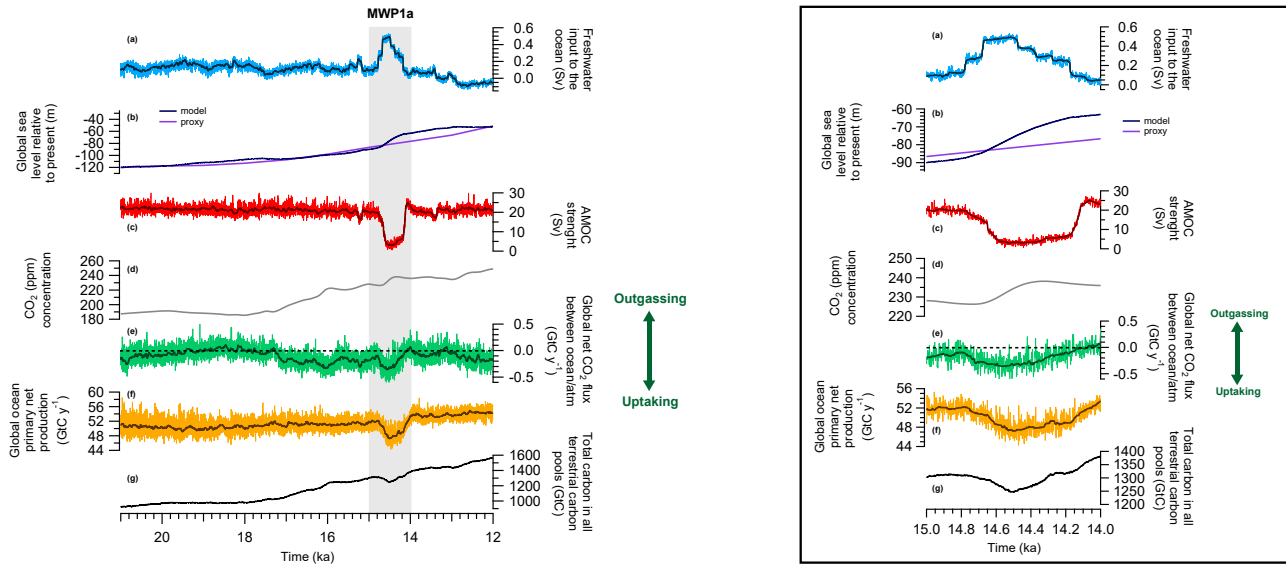 MWP1a
(a)
0.6
0.4
0.2
0.0
Freshwater
input to the
ocean (Sv)
Global sea
level relative
to present (m)
-40
-60
-80
-100
-120
(b)
model
proxy
(c)
30
20
10
0
AMOC
strenght
(Sv)
CO₂ (ppm)
concentration
260
240
220
200
180
(d)
(e)
0.5
0.0
-0.5
Global net CO₂ flux
between ocean/atm
(GtC y⁻¹)
Global ocean
primary net
production
(GtC y⁻¹)
60
56
52
48
44
(f)
(g)
1600
1400
1200
1000
Total carbon in all
terrestrial carbon
pools (GtC)
20
18
16
14
12
Time (ka)
Outgassing
Uptaking
(a)
0.6
0.4
0.2
0.0
Freshwater
input to the
ocean (Sv)
Global sea
level relative
to present (m)
-60
-70
-80
-90
(b)
model
proxy
(c)
30
20
10
0
AMOC
strenght
(Sv)
CO₂ (ppm)
concentration
250
240
230
220
(d)
(e)
0.5
0.0
-0.5
Global net CO₂ flux
between ocean/atm
(GtC y⁻¹)
Global ocean
primary net
production
(GtC y⁻¹)
56
52
48
44
(f)
(g)
1400
1300
1250
1200
Total carbon in all
terrestrial carbon
pools (GtC)
15.0
14.8
14.6
14.4
14.2
14.0
Time (ka)
Outgassing
Uptaking